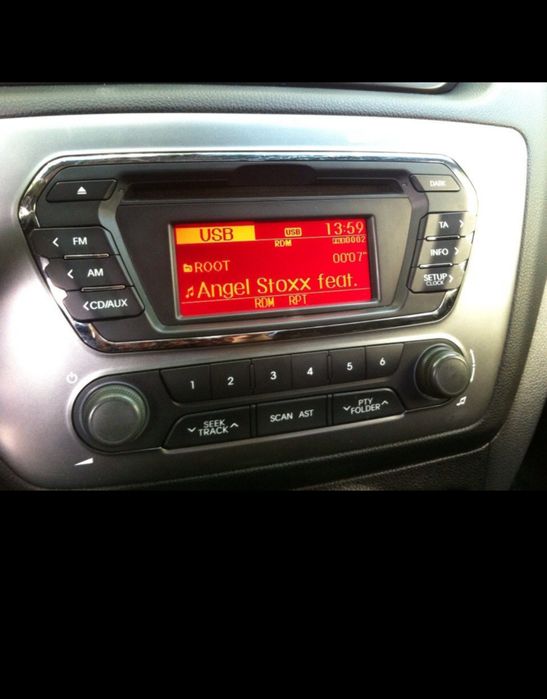 DARK
FM
AM
CD/AUX
USB
USB
13:59
RDM
0002
ROOT
00'07"
Angel Stoxx feat.
RDM RPT
TA
INFO
SETUP
CLOCK
1 2 3 4 5 6
SEEK
TRACK
SCAN AST
PTY
FOLDER